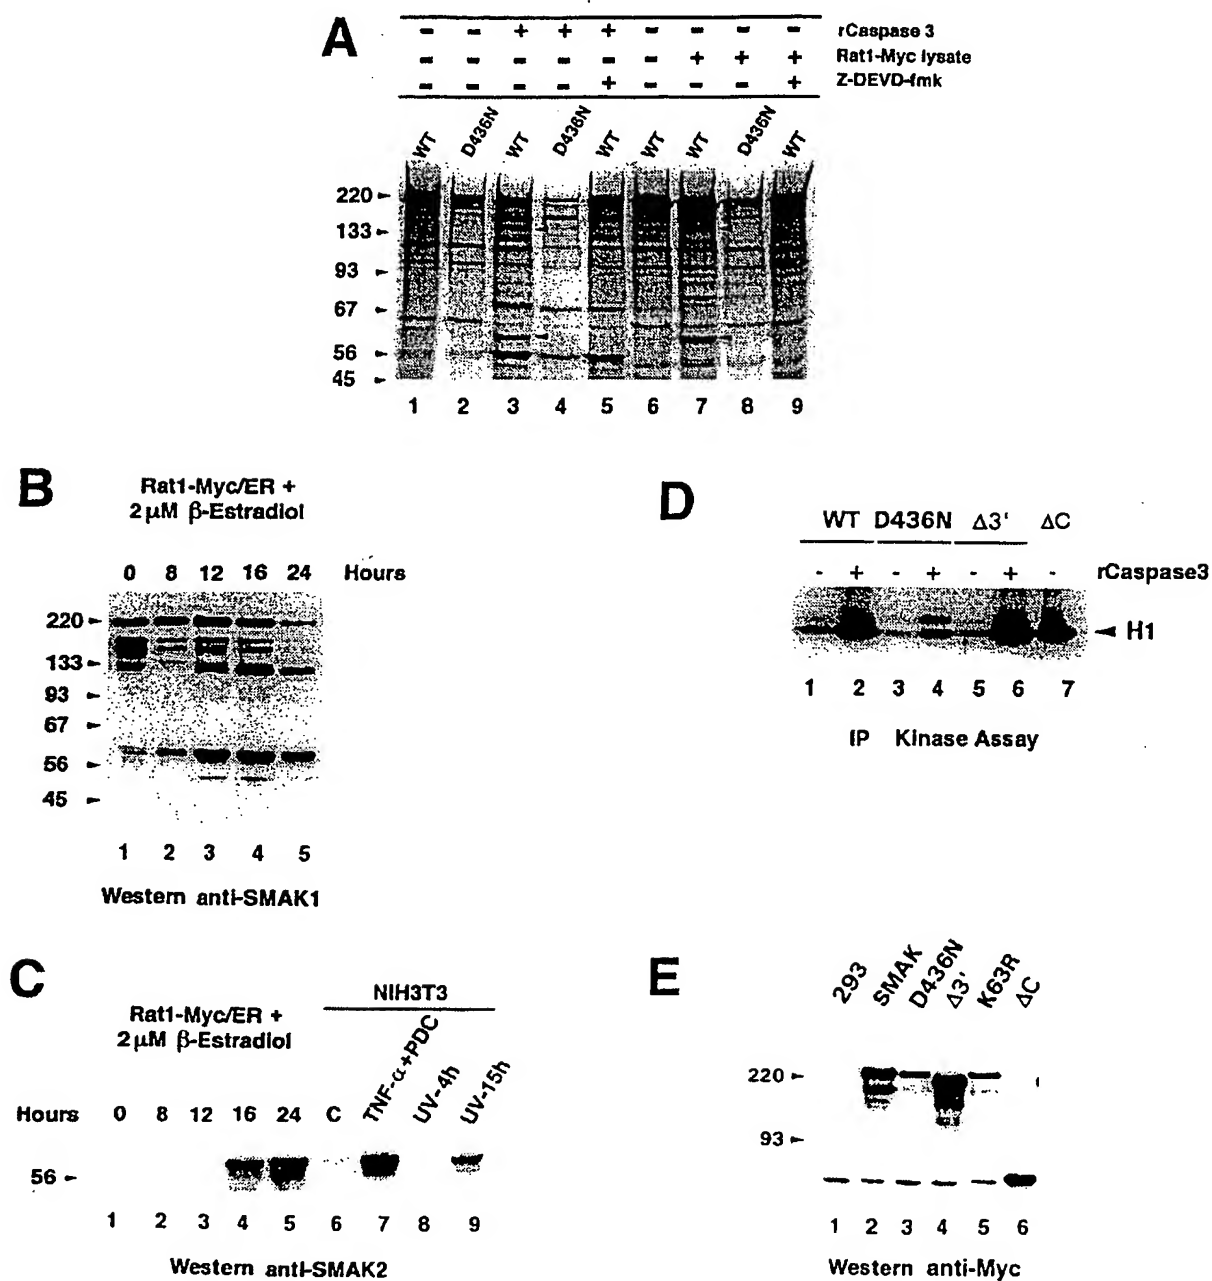 A
- - + + + - - - - rCaspase 3
- - - - - - + + + Rat1-Myc lysate
- - - - + - - - + Z-DEVD-fmk
WT D436N WT D436N WT WT WT D436N WT
220
133
93
67
56
45
1 2 3 4 5 6 7 8 9
B
Rat1-Myc/ER +
2 μM β-Estradiol
0 8 12 16 24 Hours
220
133
93
67
56
45
1 2 3 4 5
Western anti-SMAK1
C
Rat1-Myc/ER +
2 μM β-Estradiol
NIH3T3
Hours 0 8 12 16 24 C TNF-α+PDC UV-4h UV-15h
56
1 2 3 4 5 6 7 8 9
Western anti-SMAK2
D
WT D436N Δ3' ΔC
- + - + - + - rCaspase3
H1
1 2 3 4 5 6 7
IP Kinase Assay
E
293 SMAK D436N Δ3' K63R ΔC
220
93
1 2 3 4 5 6
Western anti-Myc